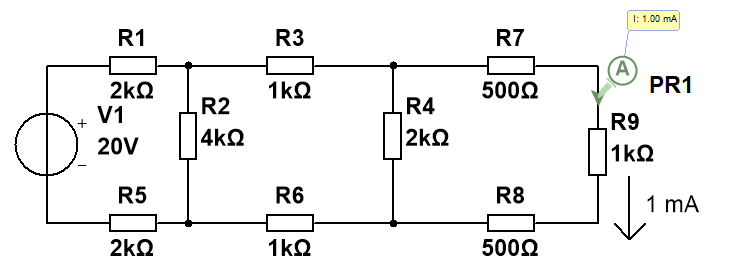 I: 1.00 mA
R1
R3
R7
A
PR1
2kΩ
1kΩ
500Ω
V1
+
20V
−
R2
4kΩ
R4
2kΩ
R9
1kΩ
R5
R6
R8
1 mA
2kΩ
1kΩ
500Ω